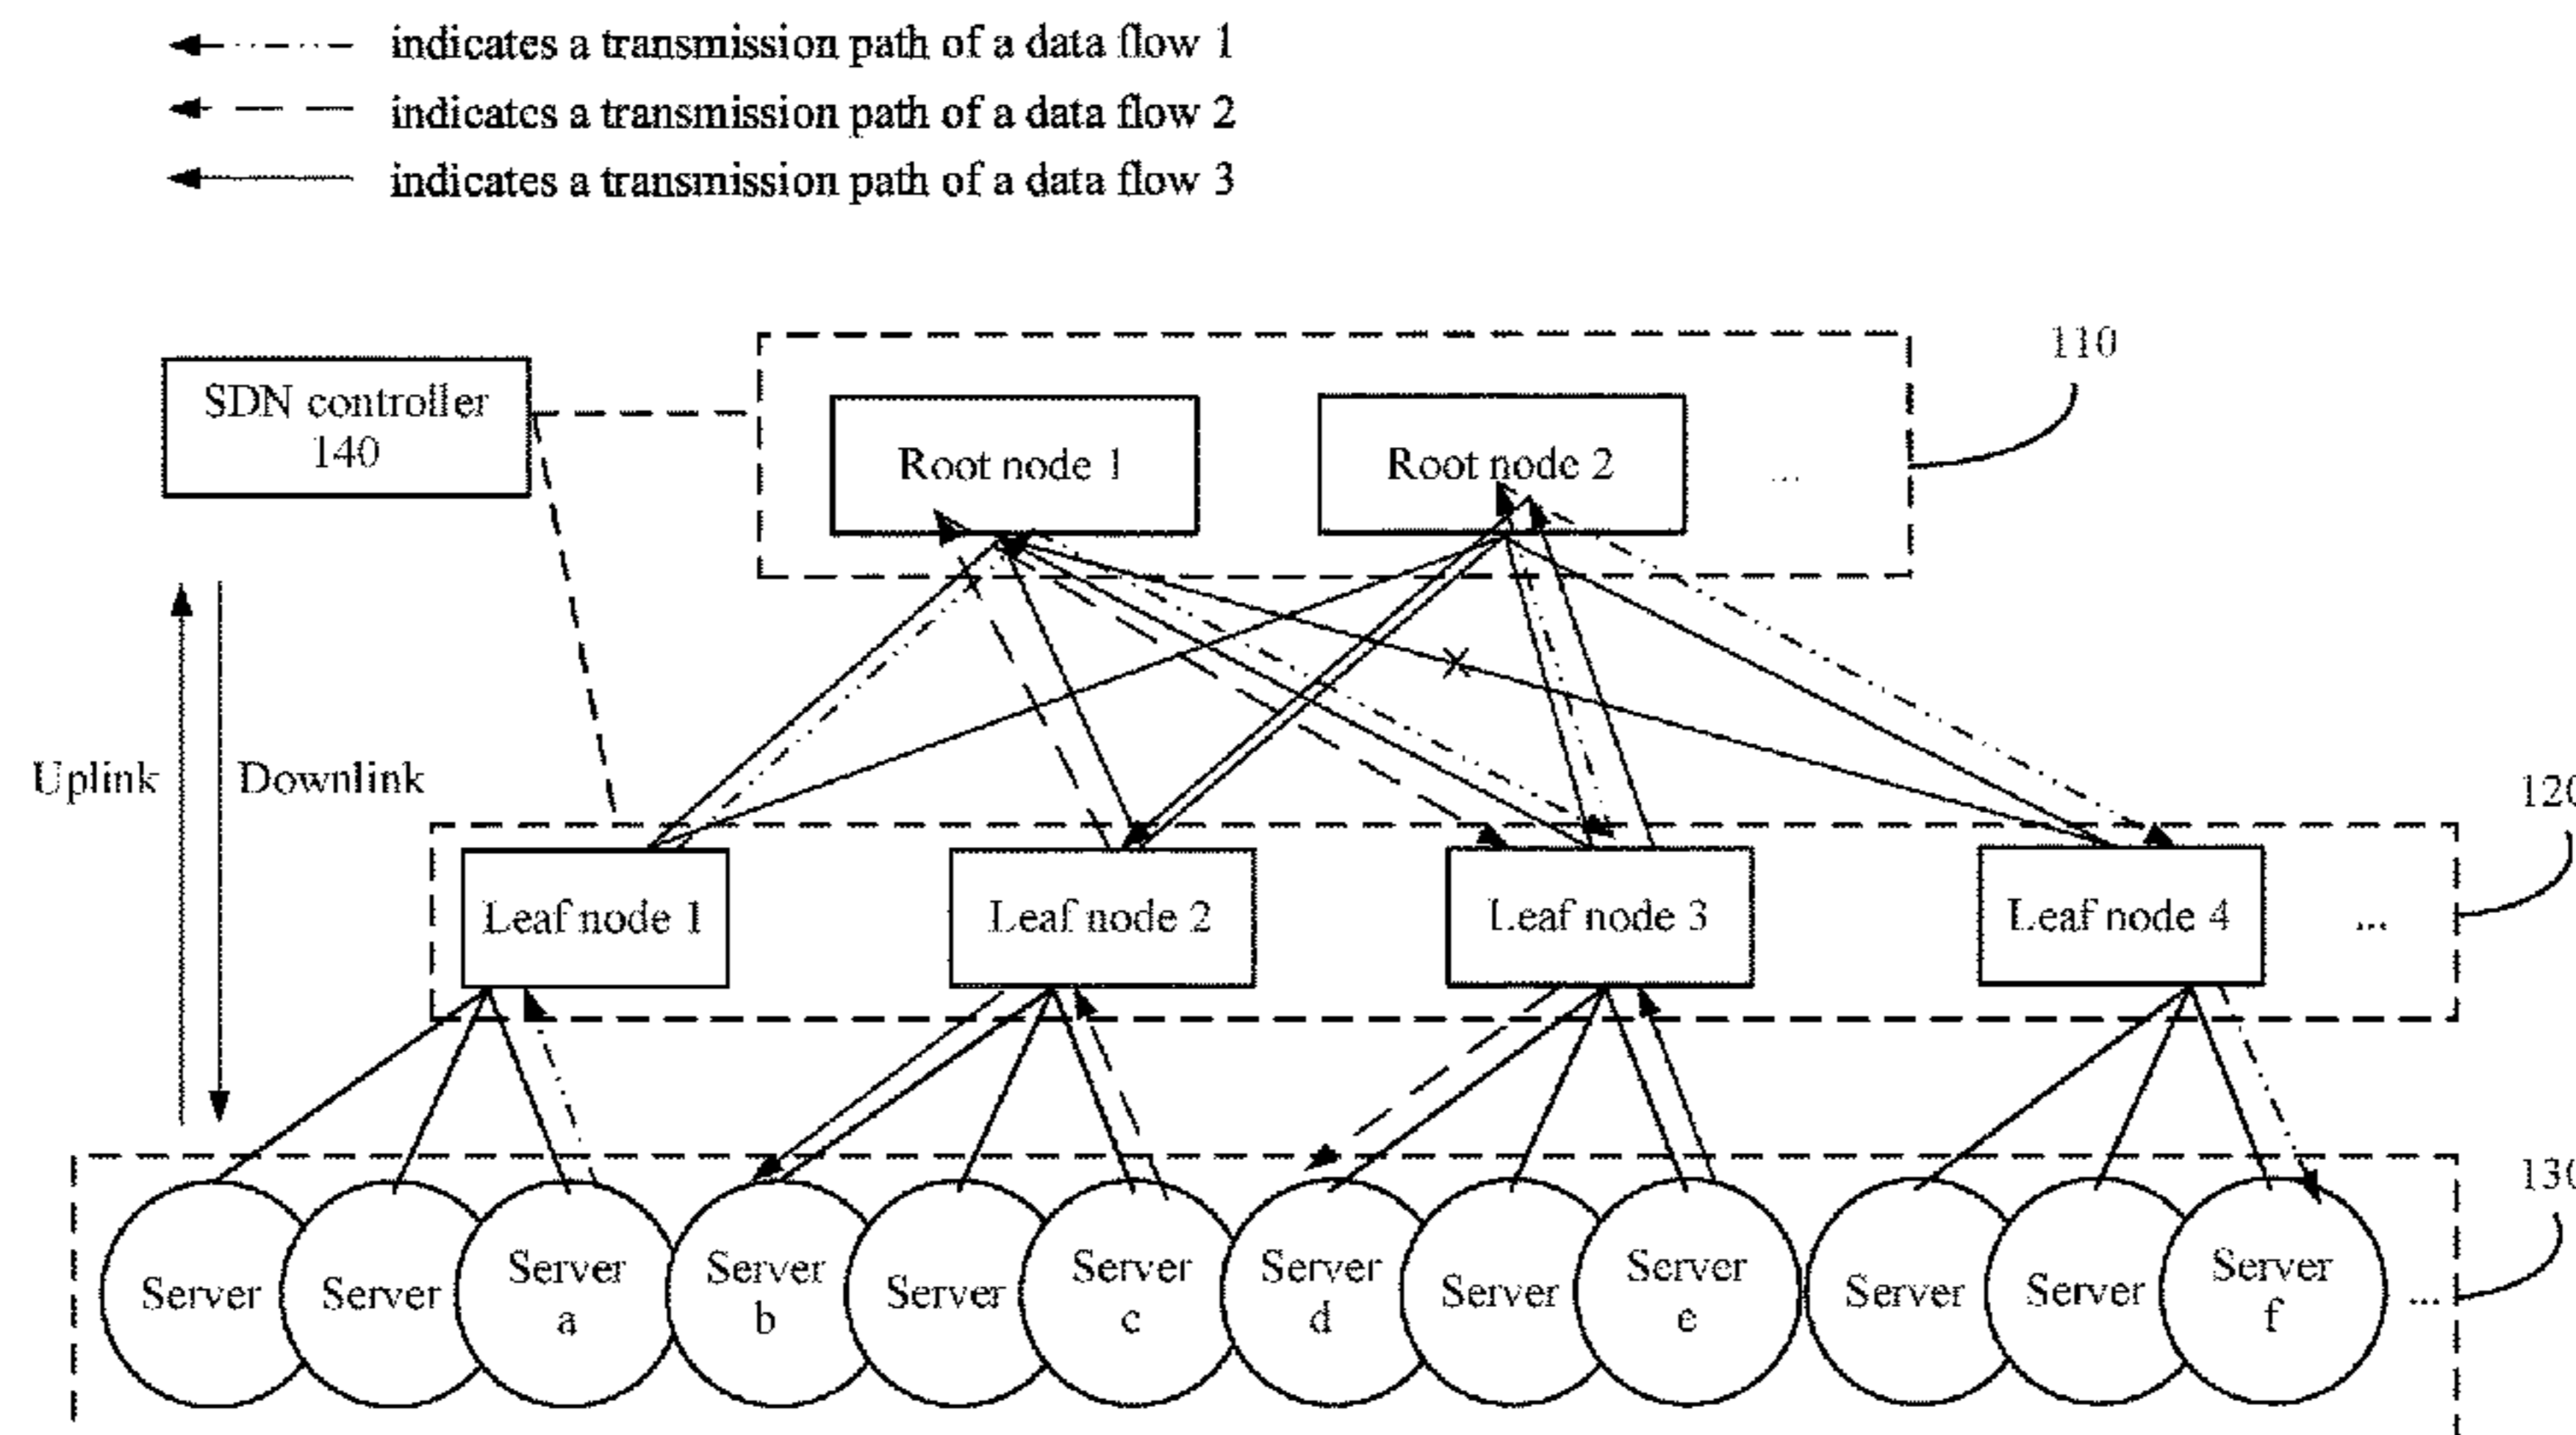 indicates a transmission path of a data flow 1
indicates a transmission path of a data flow 2
indicates a transmission path of a data flow 3
110
SDN controller
140
Root node 1
Root node 2
...
Uplink
Downlink
120
Leaf node 1
Leaf node 2
Leaf node 3
Leaf node 4
...
130
Server
Server
Server
a
Server
b
Server
Server
c
Server
d
Server
Server
e
Server
Server
Server
f
...